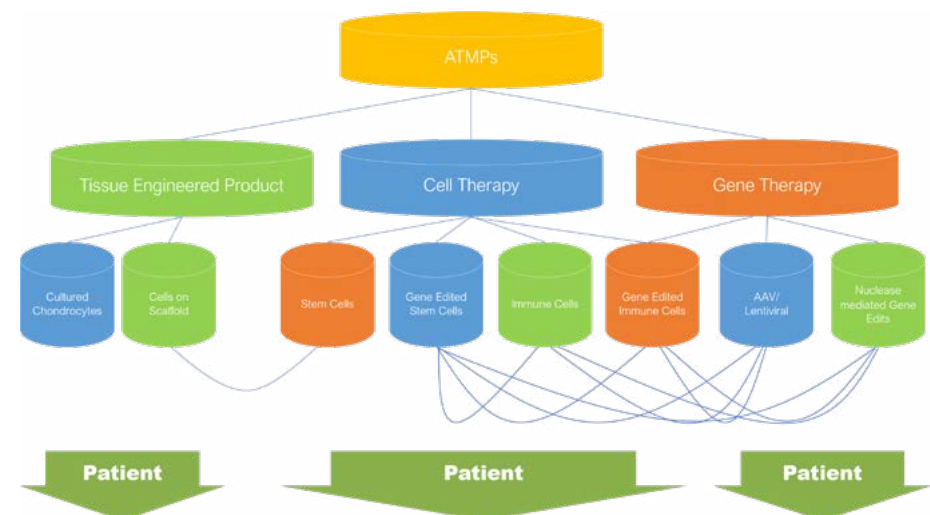 ATMPs
Tissue Engineered Product
Cell Therapy
Gene Therapy
Cultured
Chondrocytes
Cells on
Scaffold
Stem Cells
Gene Edited
Stem Cells
Immune Cells
Gene Edited
Immune Cells
AAV/
Lentiviral
Nuclease-
mediated Gene
Edits
Patient
Patient
Patient